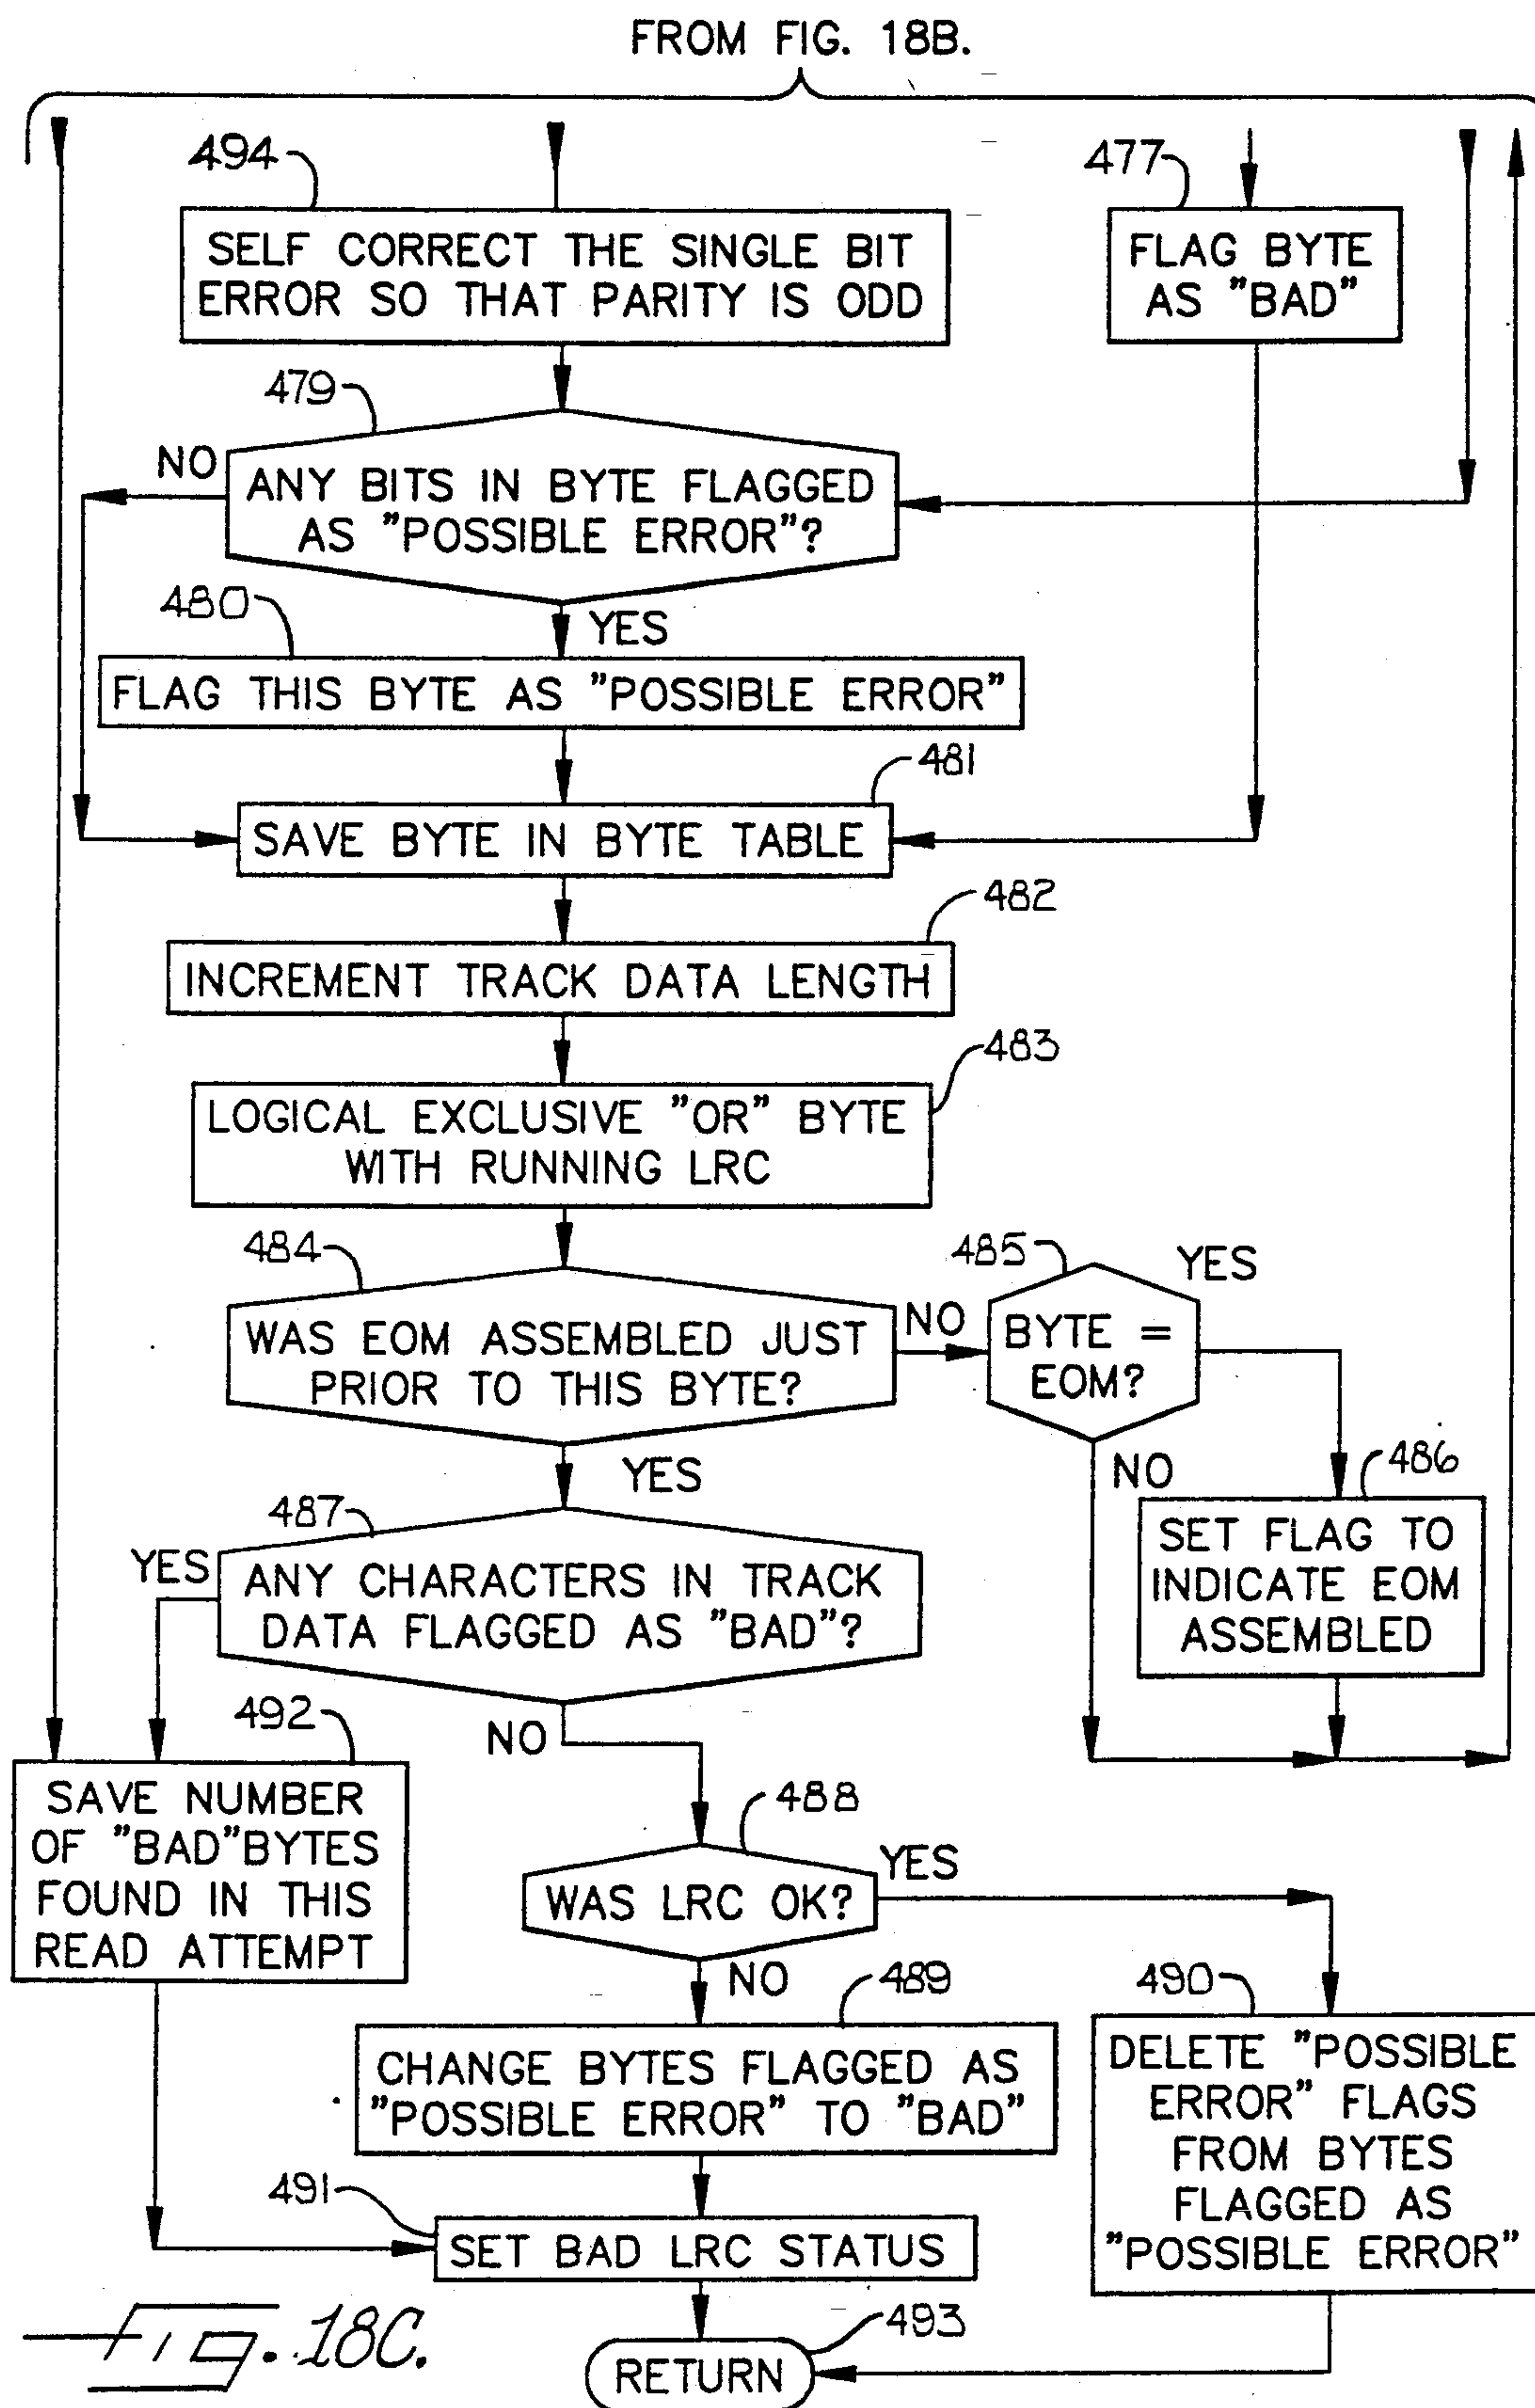 FROM FIG. 18B.
494
477
SELF CORRECT THE SINGLE BIT
ERROR SO THAT PARITY IS ODD
FLAG BYTE
AS "BAD"
479
NO
ANY BITS IN BYTE FLAGGED
AS "POSSIBLE ERROR"?
480
YES
FLAG THIS BYTE AS "POSSIBLE ERROR"
481
SAVE BYTE IN BYTE TABLE
482
INCREMENT TRACK DATA LENGTH
483
LOGICAL EXCLUSIVE "OR" BYTE
WITH RUNNING LRC
484
485
YES
WAS EOM ASSEMBLED JUST
PRIOR TO THIS BYTE?
NO
BYTE =
EOM?
YES
NO
486
487
YES
ANY CHARACTERS IN TRACK
DATA FLAGGED AS "BAD"?
SET FLAG TO
INDICATE EOM
ASSEMBLED
492
NO
SAVE NUMBER
OF "BAD"BYTES
FOUND IN THIS
READ ATTEMPT
488
WAS LRC OK?
YES
NO
489
490
CHANGE BYTES FLAGGED AS
"POSSIBLE ERROR" TO "BAD"
DELETE "POSSIBLE
ERROR" FLAGS
FROM BYTES
FLAGGED AS
"POSSIBLE ERROR"
491
SET BAD LRC STATUS
493
RETURN
Fig. 18C.